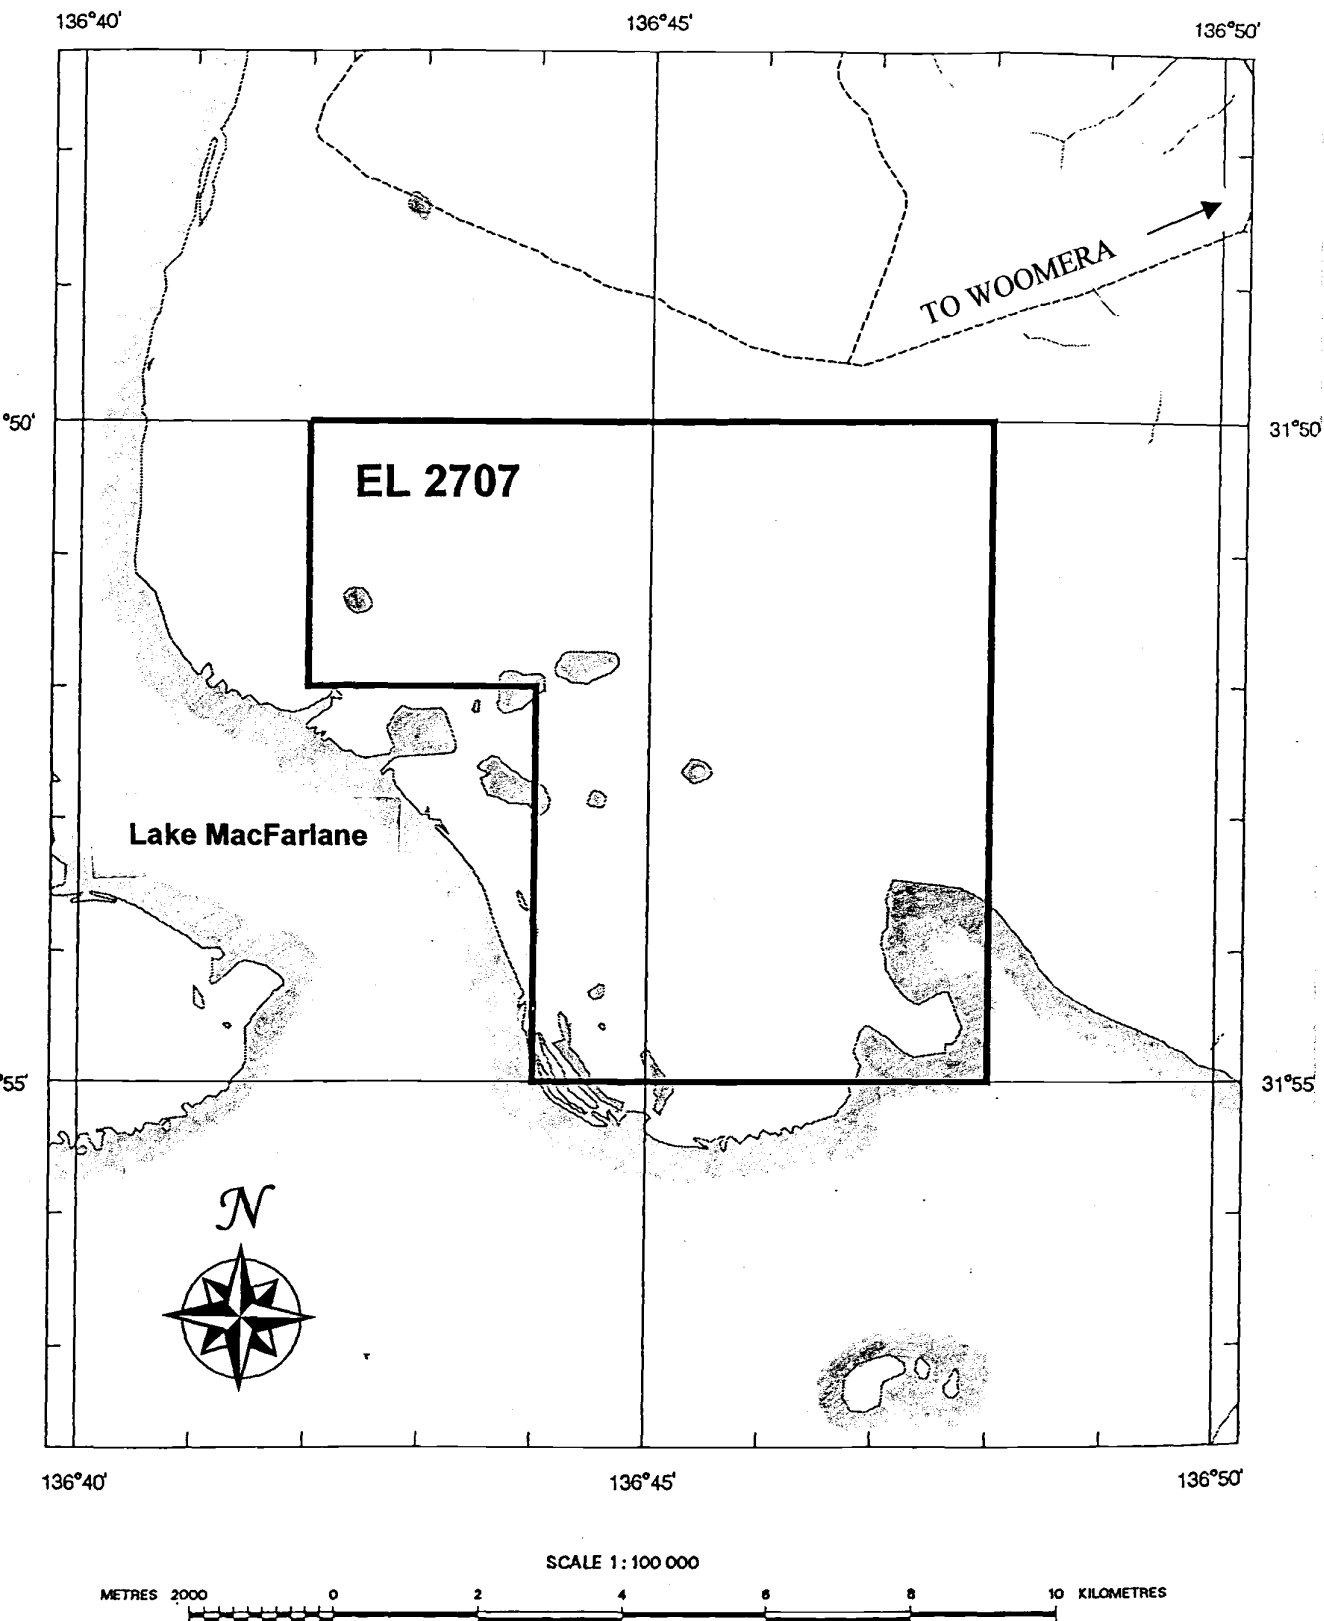 136°40'
136°45'
136°50'
TO WOOMERA
°50'
31°50'
EL 2707
Lake MacFarlane
55'
31°55'
N
136°40'
136°45'
136°50'
SCALE 1 : 100 000
METRES 2000 0 2 4 6 8 10 KILOMETRES